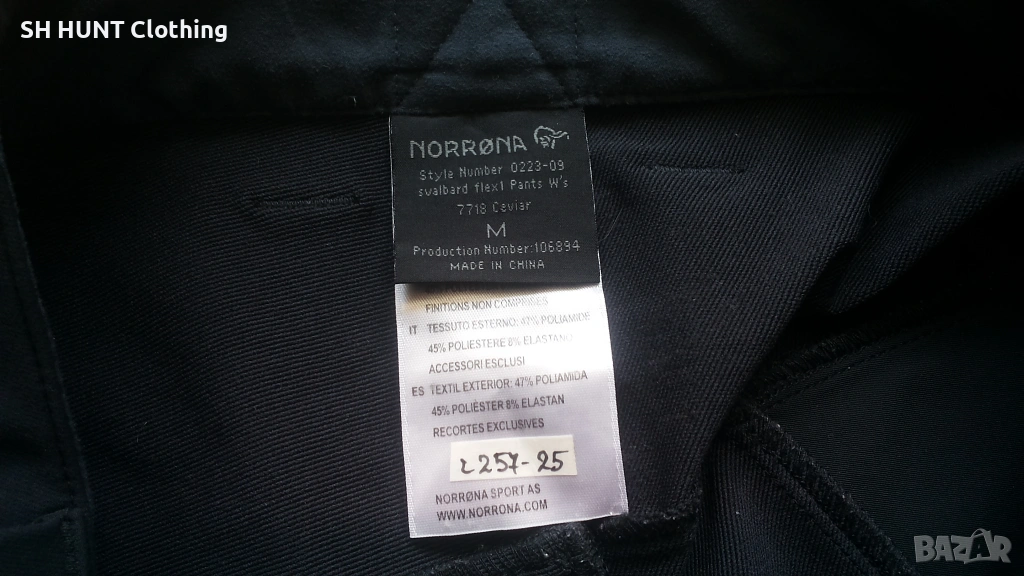 SH HUNT Clothing
NORRØNA
Style Number 0223-09
svalbard flex1 Pants W's
7718 Caviar
M
Production Number:106894
MADE IN CHINA
FINITIONS NON COMPRISES
IT TESSUTO ESTERNO: 47% POLIAMIDE
45% POLIESTERE 8% ELASTANO
ACCESSORI ESCLUSI
ES TEXTIL EXTERIOR: 47% POLIAMIDA
45% POLIÉSTER 8% ELASTAN
RECORTES EXCLUSIVES
257-25
NORRØNA SPORT AS
WWW.NORRONA.COM
BAZAR